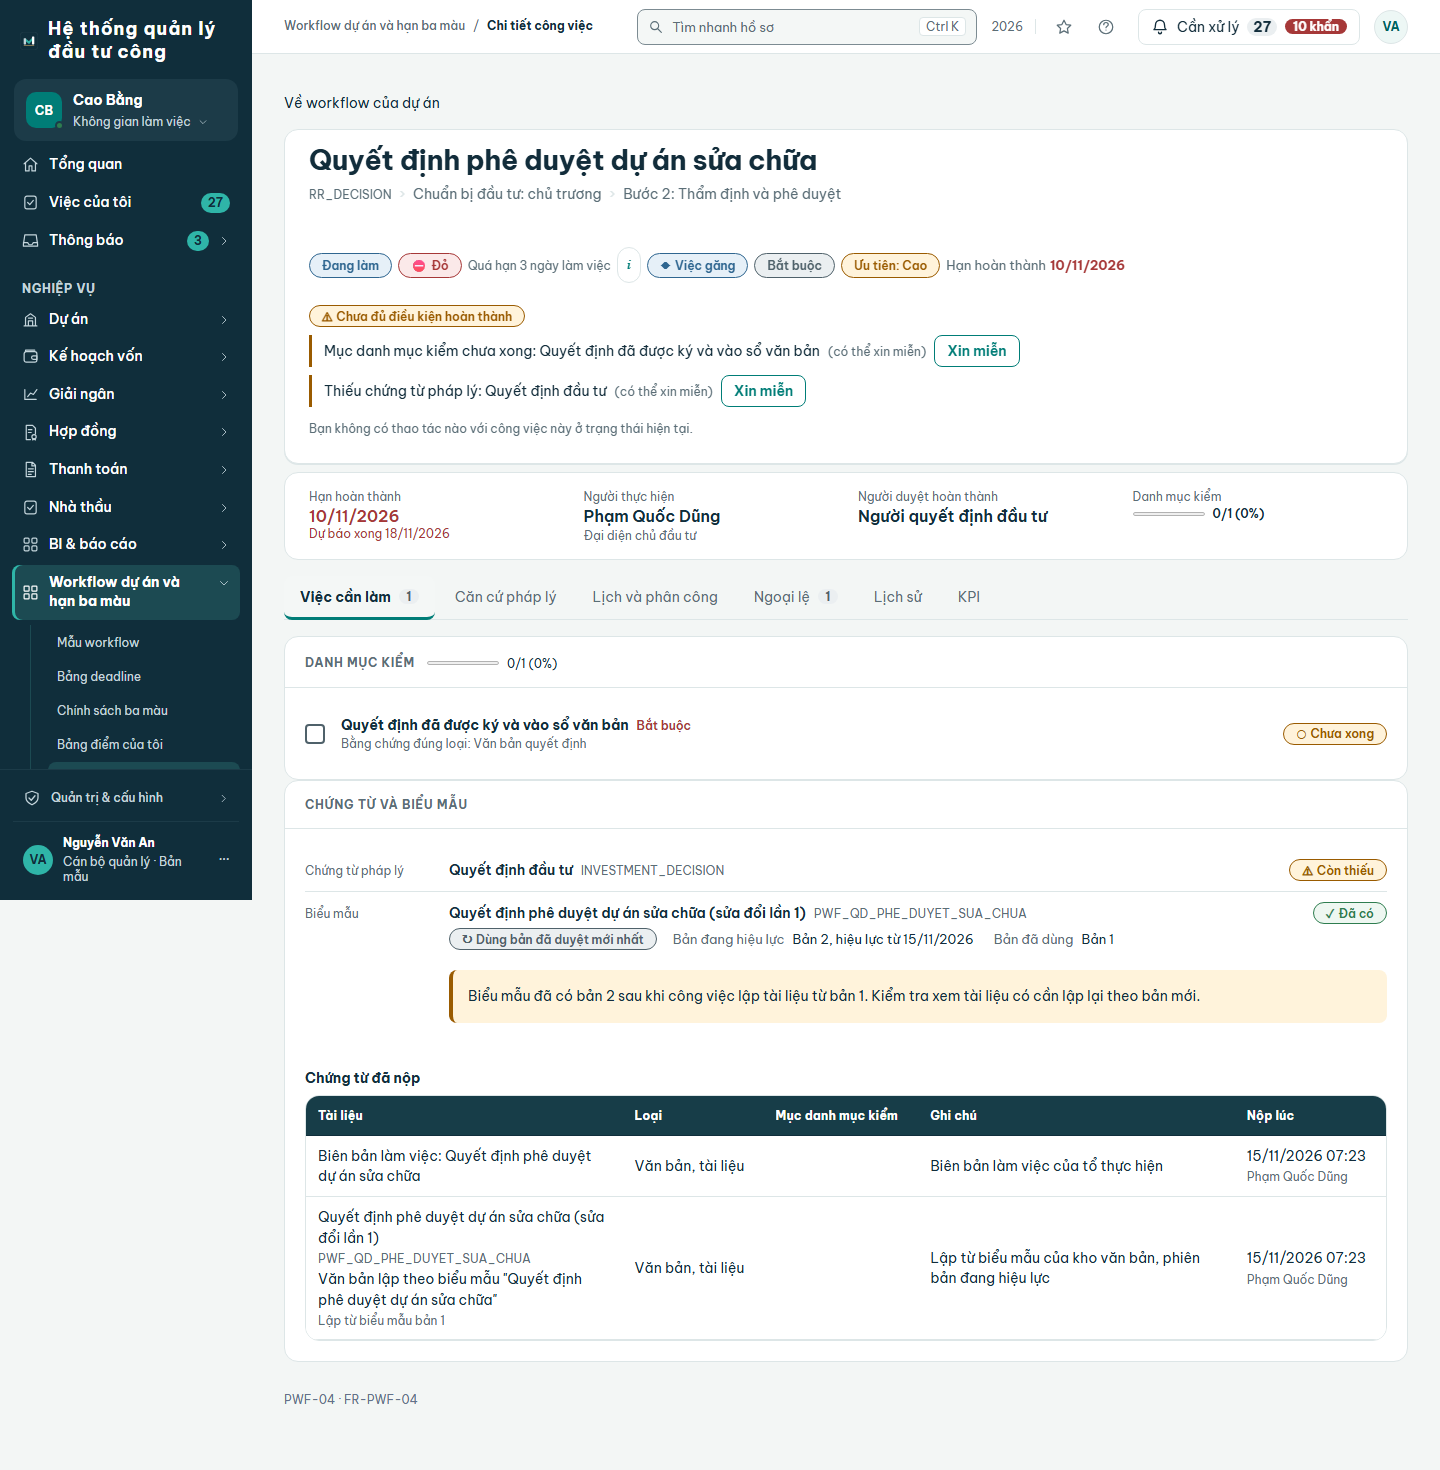 Hệ thống quản lý
đầu tư công
CB
Cao Bằng
Không gian làm việc
Tổng quan
Việc của tôi 27
Thông báo 3
NGHIỆP VỤ
Dự án
Kế hoạch vốn
Giải ngân
Hợp đồng
Thanh toán
Nhà thầu
BI & báo cáo
Workflow dự án và
hạn ba màu
Mẫu workflow
Bảng deadline
Chính sách ba màu
Bảng điểm của tôi
Quản trị & cấu hình
VA
Nguyễn Văn An
Cán bộ quản lý · Bản
mẫu
Workflow dự án và hạn ba màu / Chi tiết công việc
Tìm nhanh hồ sơ Ctrl K
2026
Cần xử lý 27 10 khẩn
VA
Về workflow của dự án
Quyết định phê duyệt dự án sửa chữa
RR_DECISION › Chuẩn bị đầu tư: chủ trương › Bước 2: Thẩm định và phê duyệt
Đang làm Đỏ Quá hạn 3 ngày làm việc i Việc găng Bắt buộc Ưu tiên: Cao Hạn hoàn thành 10/11/2026
⚠ Chưa đủ điều kiện hoàn thành
Mục danh mục kiểm chưa xong: Quyết định đã được ký và vào sổ văn bản (có thể xin miễn) Xin miễn
Thiếu chứng từ pháp lý: Quyết định đầu tư (có thể xin miễn) Xin miễn
Bạn không có thao tác nào với công việc này ở trạng thái hiện tại.
Hạn hoàn thành
10/11/2026
Dự báo xong 18/11/2026
Người thực hiện
Phạm Quốc Dũng
Đại diện chủ đầu tư
Người duyệt hoàn thành
Người quyết định đầu tư
Danh mục kiểm
0/1 (0%)
Việc cần làm 1
Căn cứ pháp lý
Lịch và phân công
Ngoại lệ 1
Lịch sử
KPI
DANH MỤC KIỂM 0/1 (0%)
Quyết định đã được ký và vào sổ văn bản Bắt buộc
Bằng chứng đúng loại: Văn bản quyết định
○ Chưa xong
CHỨNG TỪ VÀ BIỂU MẪU
Chứng từ pháp lý Quyết định đầu tư INVESTMENT_DECISION ⚠ Còn thiếu
Biểu mẫu Quyết định phê duyệt dự án sửa chữa (sửa đổi lần 1) PWF_QD_PHE_DUYET_SUA_CHUA ✓ Đã có
↻ Dùng bản đã duyệt mới nhất Bản đang hiệu lực Bản 2, hiệu lực từ 15/11/2026 Bản đã dùng Bản 1
Biểu mẫu đã có bản 2 sau khi công việc lập tài liệu từ bản 1. Kiểm tra xem tài liệu có cần lập lại theo bản mới.
Chứng từ đã nộp
Tài liệu Loại Mục danh mục kiểm Ghi chú Nộp lúc
Biên bản làm việc: Quyết định phê duyệt
dự án sửa chữa
Văn bản, tài liệu
Biên bản làm việc của tổ thực hiện
15/11/2026 07:23
Phạm Quốc Dũng
Quyết định phê duyệt dự án sửa chữa (sửa
đổi lần 1)
PWF_QD_PHE_DUYET_SUA_CHUA
Văn bản lập theo biểu mẫu "Quyết định
phê duyệt dự án sửa chữa"
Lập từ biểu mẫu bản 1
Văn bản, tài liệu
Lập từ biểu mẫu của kho văn bản, phiên
bản đang hiệu lực
15/11/2026 07:23
Phạm Quốc Dũng
PWF-04 · FR-PWF-04